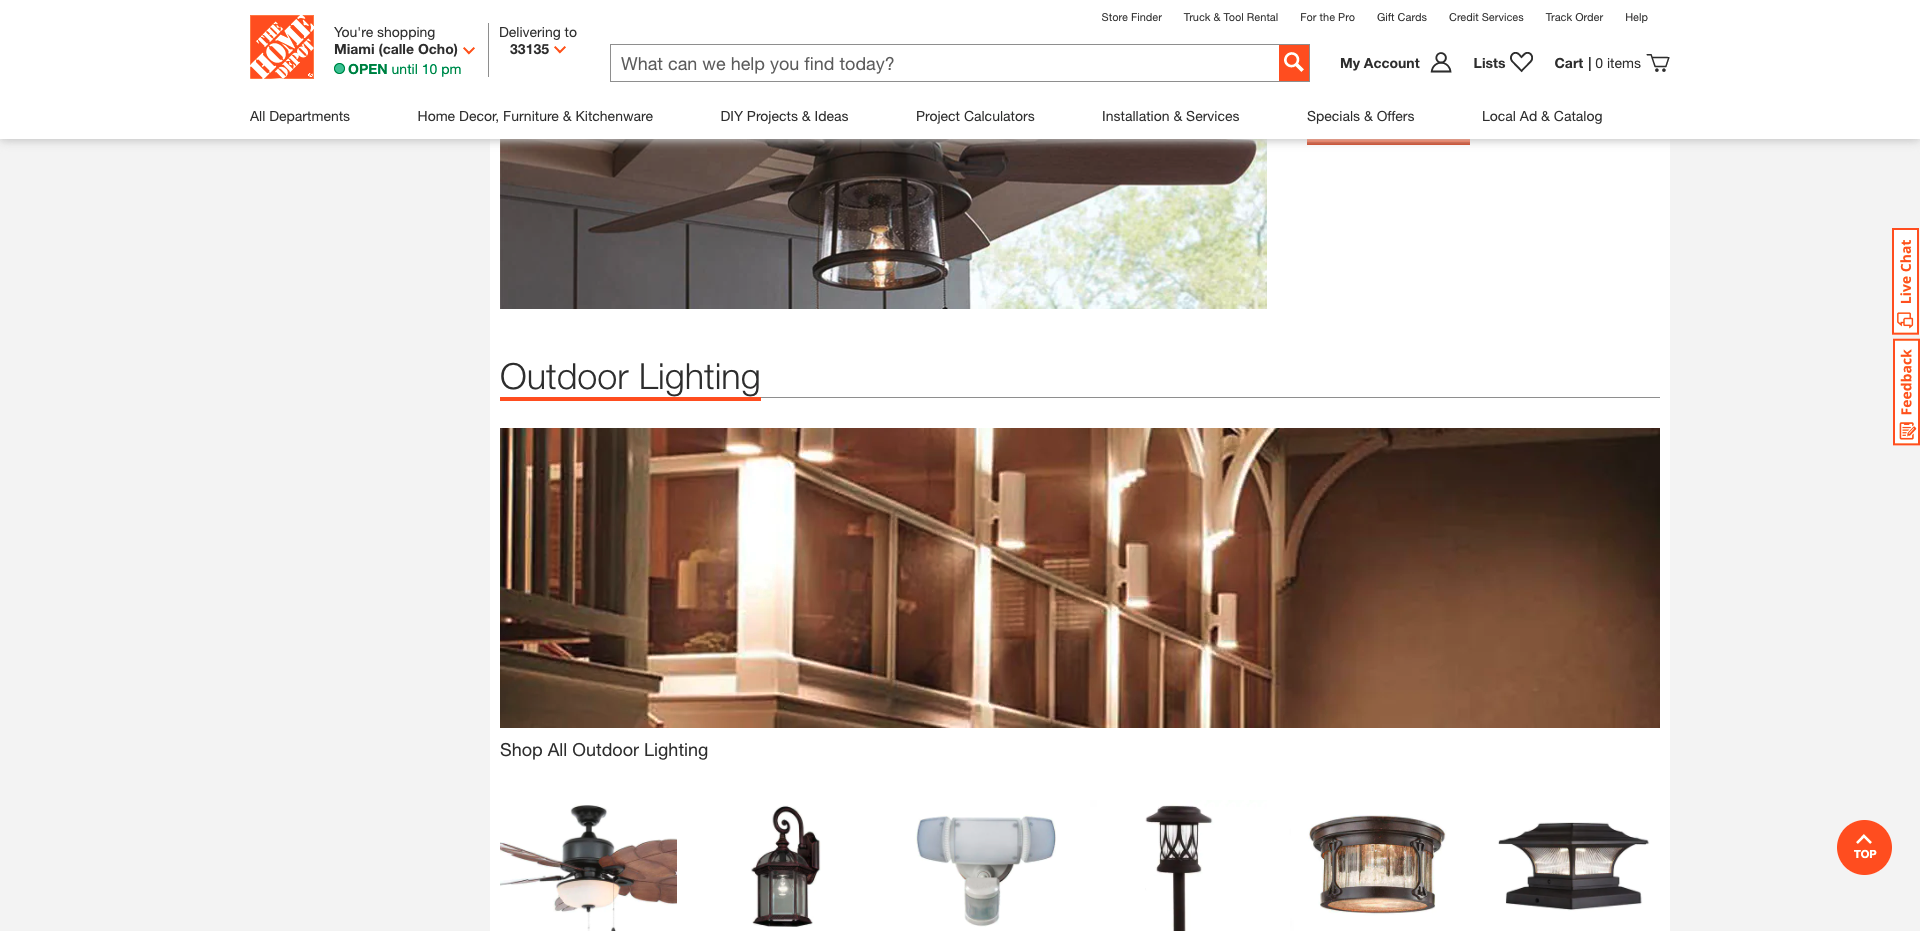 Store Finder
Truck & Tool Rental
For the Pro
Gift Cards
Credit Services
Track Order
Help
THE HOME DEPOT
You're shopping
Miami (calle Ocho)
OPEN until 10 pm
Delivering to
33135
What can we help you find today?
My Account
Lists
Cart | 0 items
All Departments
Home Decor, Furniture & Kitchenware
DIY Projects & Ideas
Project Calculators
Installation & Services
Specials & Offers
Local Ad & Catalog
Live Chat
Feedback
Outdoor Lighting
Shop All Outdoor Lighting
TOP